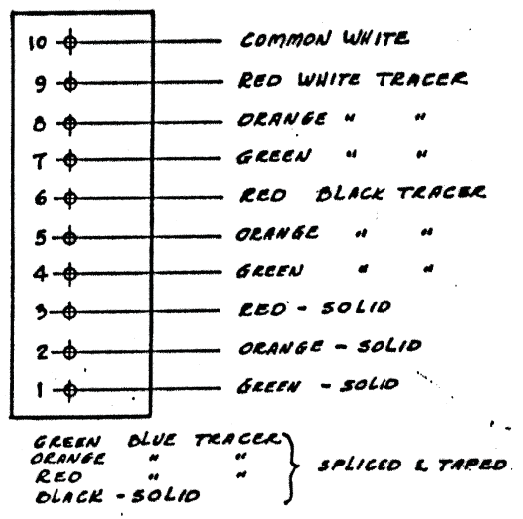 10 COMMON WHITE
9 RED WHITE TRACER
8 ORANGE " "
7 GREEN " "
6 RED BLACK TRACER
5 ORANGE " "
4 GREEN " "
3 RED - SOLID
2 ORANGE - SOLID
1 GREEN - SOLID
GREEN BLUE TRACER
ORANGE " "
RED " "
BLACK - SOLID
SPLICED & TAPED